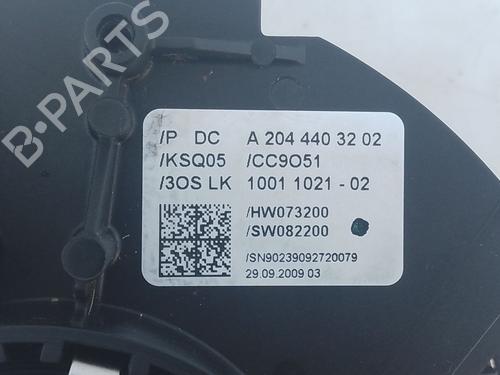 B-PARTS
/P DC A 204 440 32 02
/KSQ05 /CC9O51
/3OS LK 1001 1021 - 02
/HW073200
/SW082200
/SN90239092720079
29.09.2009 03